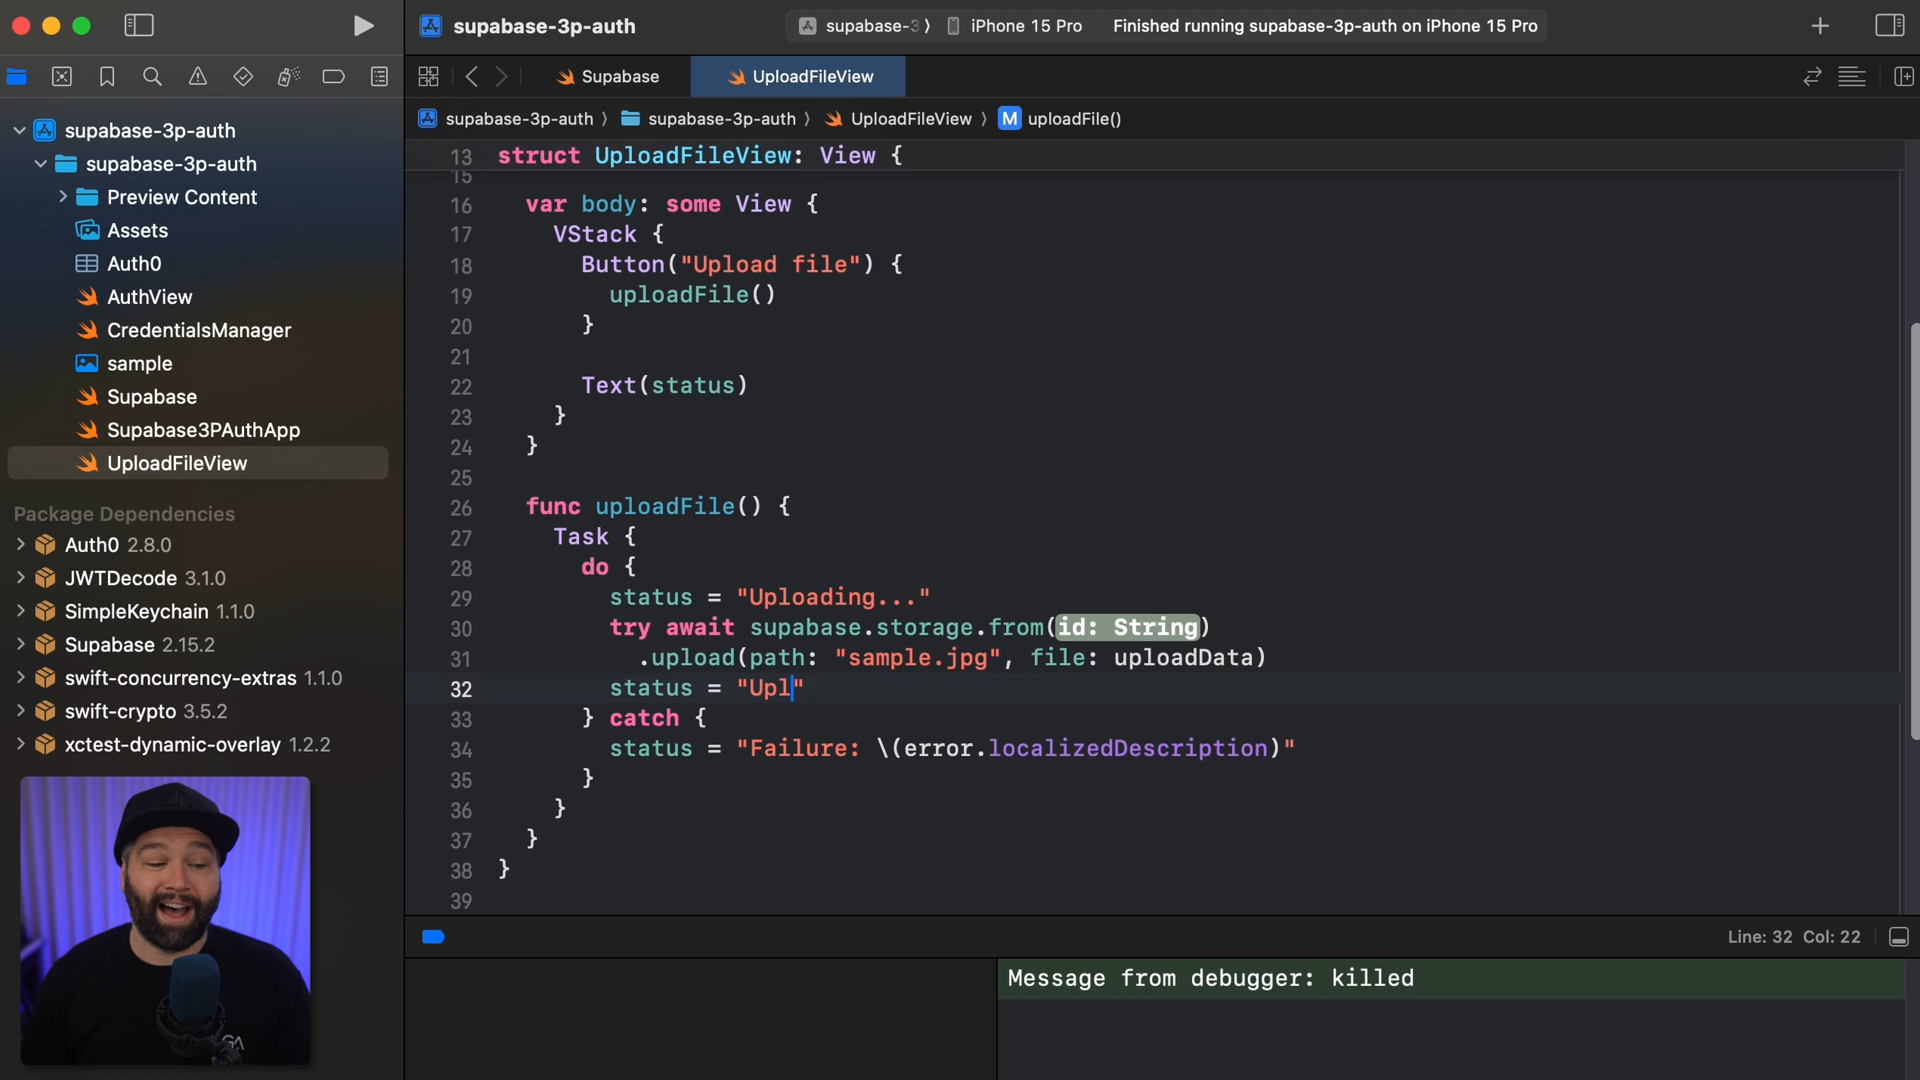 supabase-3p-auth
supabase-3
iPhone 15 Pro
Finished running supabase-3p-auth on iPhone 15 Pro
Supabase
UploadFileView
supabase-3p-auth
supabase-3p-auth
UploadFileView
M
uploadFile()
supabase-3p-auth
supabase-3p-auth
Preview Content
Assets
Auth0
AuthView
CredentialsManager
sample
Supabase
Supabase3PAuthApp
UploadFileView
Package Dependencies
Auth0 2.8.0
JWTDecode 3.1.0
SimpleKeychain 1.1.0
Supabase 2.15.2
swift-concurrency-extras 1.1.0
swift-crypto 3.5.2
xctest-dynamic-overlay 1.2.2
13 struct UploadFileView: View {
15
16 var body: some View {
17 VStack {
18 Button("Upload file") {
19 uploadFile()
20 }
21
22 Text(status)
23 }
24 }
25
26 func uploadFile() {
27 Task {
28 do {
29 status = "Uploading..."
30 try await supabase.storage.from(id: String)
31 .upload(path: "sample.jpg", file: uploadData)
32 status = "Upl"
33 } catch {
34 status = "Failure: \(error.localizedDescription)"
35 }
36 }
37 }
38 }
39
Line: 32 Col: 22
Message from debugger: killed